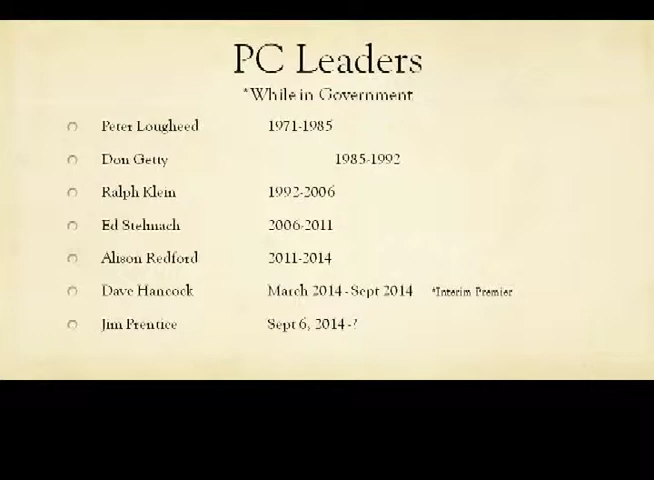 PC Leaders
*While in Government
Peter Lougheed 1971-1985
Don Getty 1985-1992
Ralph Klein 1992-2006
Ed Stelmach 2006-2011
Alison Redford 2011-2014
Dave Hancock March 2014-Sept 2014 *Interim Premier
Jim Prentice Sept 6, 2014-?